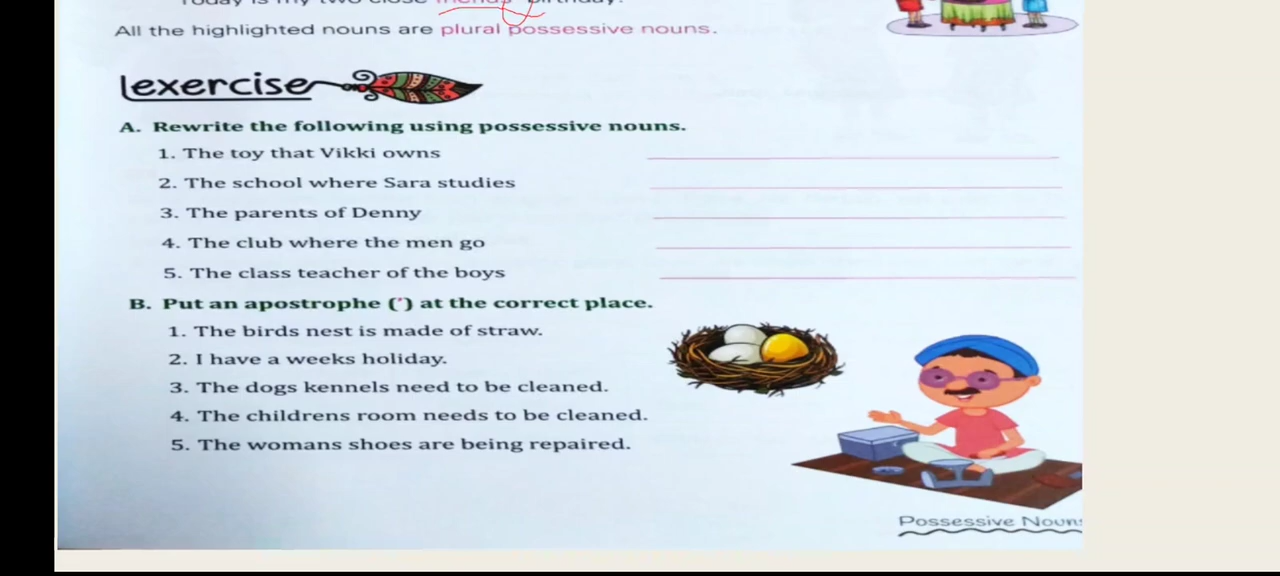 All the highlighted nouns are plural possessive nouns.
exercise
A. Rewrite the following using possessive nouns.
1. The toy that Vikki owns
2. The school where Sara studies
3. The parents of Denny
4. The club where the men go
5. The class teacher of the boys
B. Put an apostrophe (') at the correct place.
1. The birds nest is made of straw.
2. I have a weeks holiday.
3. The dogs kennels need to be cleaned.
4. The childrens room needs to be cleaned.
5. The womans shoes are being repaired.
Possessive Nouns